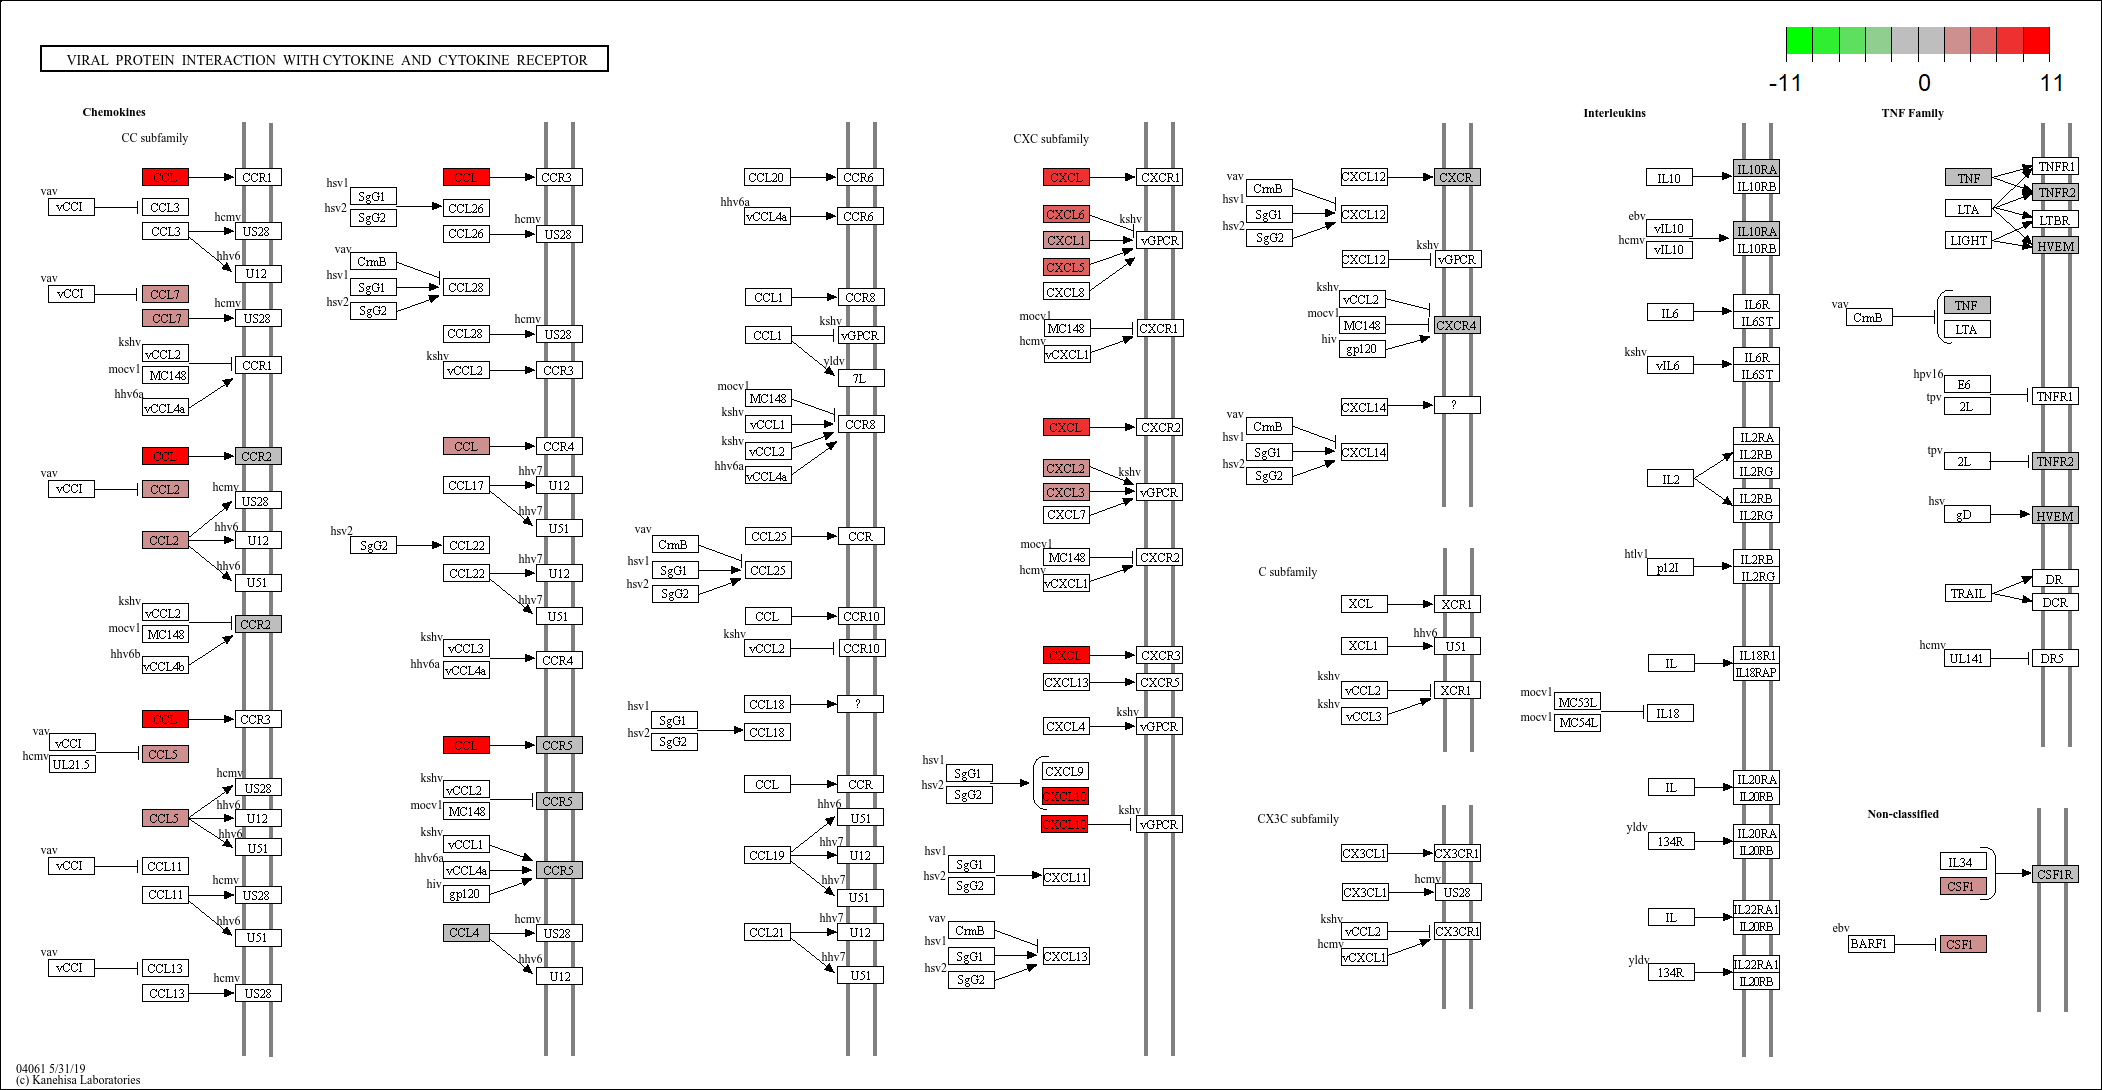 VIRAL PROTEIN INTERACTION WITH CYTOKINE AND CYTOKINE RECEPTOR
-11
0
11
Chemokines
CC subfamily
CCL
CCR1
vav
vCCI
CCL3
hcmv
CCL3
US28
hhv6
U12
vav
vCCI
CCL7
hcmv
CCL7
US28
kshv
vCCL2
mocv1
MC148
CCR1
hhv6a
vCCL4a
CCL
CCR2
vav
vCCI
CCL2
hcmv
US28
hhv6
CCL2
U12
hhv6
U51
kshv
vCCL2
mocv1
MC148
CCR2
hhv6b
vCCL4b
CCL
CCR3
vav
vCCI
hcmv
UL21.5
CCL5
hcmv
US28
hhv6
CCL5
U12
hhv6
U51
vav
vCCI
CCL11
hcmv
CCL11
US28
hhv6
U51
vav
vCCI
CCL13
hcmv
CCL13
US28
CCL
CCR3
hsv1
SgG1
hsv2
SgG2
CCL26
hcmv
CCL26
US28
vav
CrmB
hsv1
SgG1
CCL28
hsv2
SgG2
hcmv
CCL28
US28
kshv
vCCL2
CCR3
CCL
CCR4
hhv7
CCL17
U12
hhv7
U51
hsv2
SgG2
CCL22
hhv7
CCL22
U12
hhv7
U51
kshv
vCCL3
hhv6a
vCCL4a
CCR4
CCL
CCR5
kshv
vCCL2
mocv1
MC148
CCR5
kshv
vCCL1
hhv6a
vCCL4a
CCR5
hiv
gp120
hcmv
CCL4
US28
hhv6
U12
CCL20
CCR6
hhv6a
vCCL4a
CCR6
CCL1
CCR8
kshv
CCL1
vGPCR
yldv
7L
mocv1
MC148
kshv
vCCL1
CCR8
kshv
vCCL2
hhv6a
vCCL4a
CCL25
CCR
vav
CrmB
hsv1
SgG1
CCL25
hsv2
SgG2
CCL
CCR10
kshv
vCCL2
CCR10
CCL18
?
hsv1
SgG1
hsv2
SgG2
CCL18
CCL
CCR
hhv6
U51
hhv7
CCL19
U12
hhv7
U51
hhv7
CCL21
U12
hhv7
U51
CXC subfamily
CXCL
CXCR1
CXCL6
kshv
CXCL1
vGPCR
CXCL5
CXCL8
mocv1
MC148
CXCR1
hcmv
vCXCL1
CXCL
CXCR2
CXCL2
kshv
CXCL3
vGPCR
CXCL7
mocv1
MC148
CXCR2
hcmv
vCXCL1
CXCL
CXCR3
CXCL13
CXCR5
kshv
CXCL4
vGPCR
hsv1
SgG1
hsv2
SgG2
CXCL9
CXCL10
kshv
CXCL10
vGPCR
hsv1
SgG1
hsv2
SgG2
CXCL11
vav
CrmB
hsv1
SgG1
CXCL13
hsv2
SgG2
CXCL12
CXCR
vav
CrmB
hsv1
SgG1
CXCL12
hsv2
SgG2
kshv
CXCL12
vGPCR
kshv
vCCL2
mocv1
MC148
CXCR4
hiv
gp120
CXCL14
?
vav
CrmB
hsv1
SgG1
CXCL14
hsv2
SgG2
C subfamily
XCL
XCR1
hhv6
XCL1
U51
kshv
vCCL2
XCR1
kshv
vCCL3
CX3C subfamily
CX3CL1
CX3CR1
hcmv
CX3CL1
US28
kshv
vCCL2
CX3CR1
hcmv
vCXCL1
Interleukins
IL10
IL10RA
IL10RB
ebv
vIL10
hcmv
vIL10
IL10RA
IL10RB
IL6
IL6R
IL6ST
kshv
vIL6
IL6R
IL6ST
IL2
IL2RA
IL2RB
IL2RG
IL2RB
IL2RG
htlv1
p12I
IL2RB
IL2RG
IL
IL18R1
IL18RAP
mocv1
MC53L
mocv1
MC54L
IL18
IL
IL20RA
IL20RB
yldv
134R
IL20RA
IL20RB
IL
IL22RA1
IL20RB
yldv
134R
IL22RA1
IL20RB
TNF Family
TNF
LTA
LIGHT
TNFR1
TNFR2
LTBR
HVEM
vav
CrmB
TNF
LTA
hpv16
E6
tpv
2L
TNFR1
tpv
2L
TNFR2
hsv
gD
HVEM
TRAIL
DR
DCR
hcmv
UL141
DR5
Non-classified
IL34
CSF1
CSF1R
ebv
BARF1
CSF1
04061 5/31/19
(c) Kanehisa Laboratories